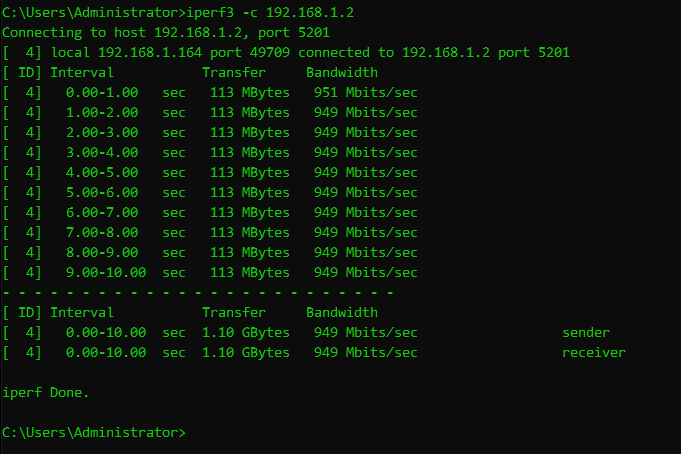 C:\Users\Administrator>iperf3 -c 192.168.1.2
Connecting to host 192.168.1.2, port 5201
[  4] local 192.168.1.164 port 49709 connected to 192.168.1.2 port 5201
[ ID] Interval           Transfer     Bandwidth
[  4]   0.00-1.00   sec   113 MBytes   951 Mbits/sec
[  4]   1.00-2.00   sec   113 MBytes   949 Mbits/sec
[  4]   2.00-3.00   sec   113 MBytes   949 Mbits/sec
[  4]   3.00-4.00   sec   113 MBytes   949 Mbits/sec
[  4]   4.00-5.00   sec   113 MBytes   949 Mbits/sec
[  4]   5.00-6.00   sec   113 MBytes   949 Mbits/sec
[  4]   6.00-7.00   sec   113 MBytes   949 Mbits/sec
[  4]   7.00-8.00   sec   113 MBytes   949 Mbits/sec
[  4]   8.00-9.00   sec   113 MBytes   949 Mbits/sec
[  4]   9.00-10.00  sec   113 MBytes   949 Mbits/sec
- - - - - - - - - - - - - - - - - - - - - - - - -
[ ID] Interval           Transfer     Bandwidth
[  4]   0.00-10.00  sec  1.10 GBytes   949 Mbits/sec                  sender
[  4]   0.00-10.00  sec  1.10 GBytes   949 Mbits/sec                  receiver
iperf Done.
C:\Users\Administrator>